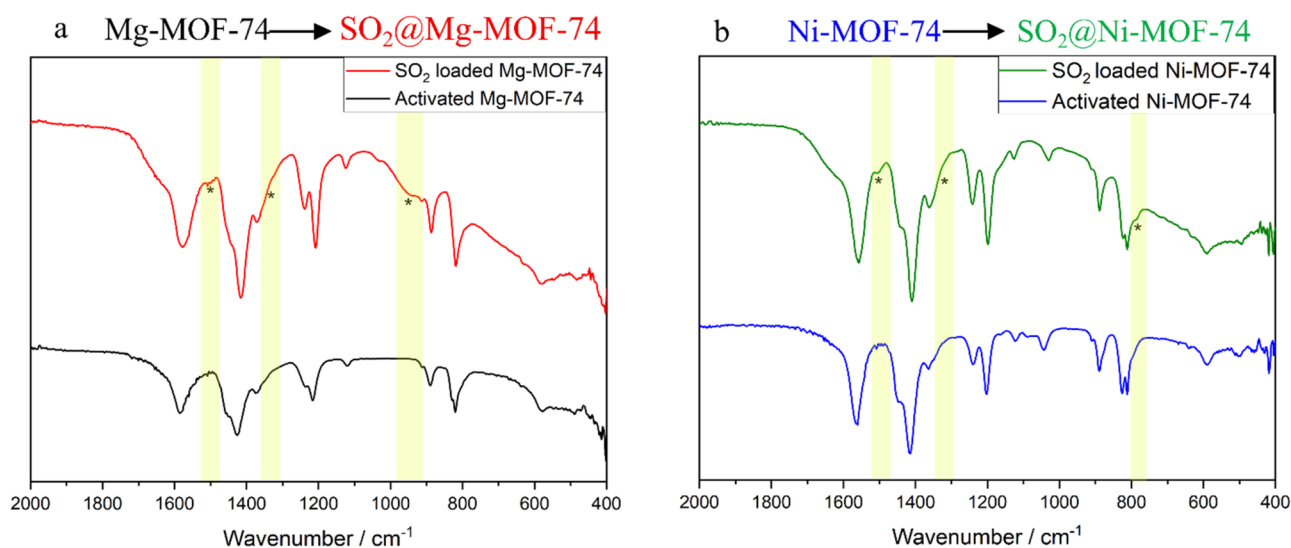 a Mg-MOF-74 → SO₂@Mg-MOF-74
SO₂ loaded Mg-MOF-74
Activated Mg-MOF-74
* * *
2000 1800 1600 1400 1200 1000 800 600 400
Wavenumber / cm⁻¹
b Ni-MOF-74 → SO₂@Ni-MOF-74
SO₂ loaded Ni-MOF-74
Activated Ni-MOF-74
* * *
2000 1800 1600 1400 1200 1000 800 600 400
Wavenumber / cm⁻¹